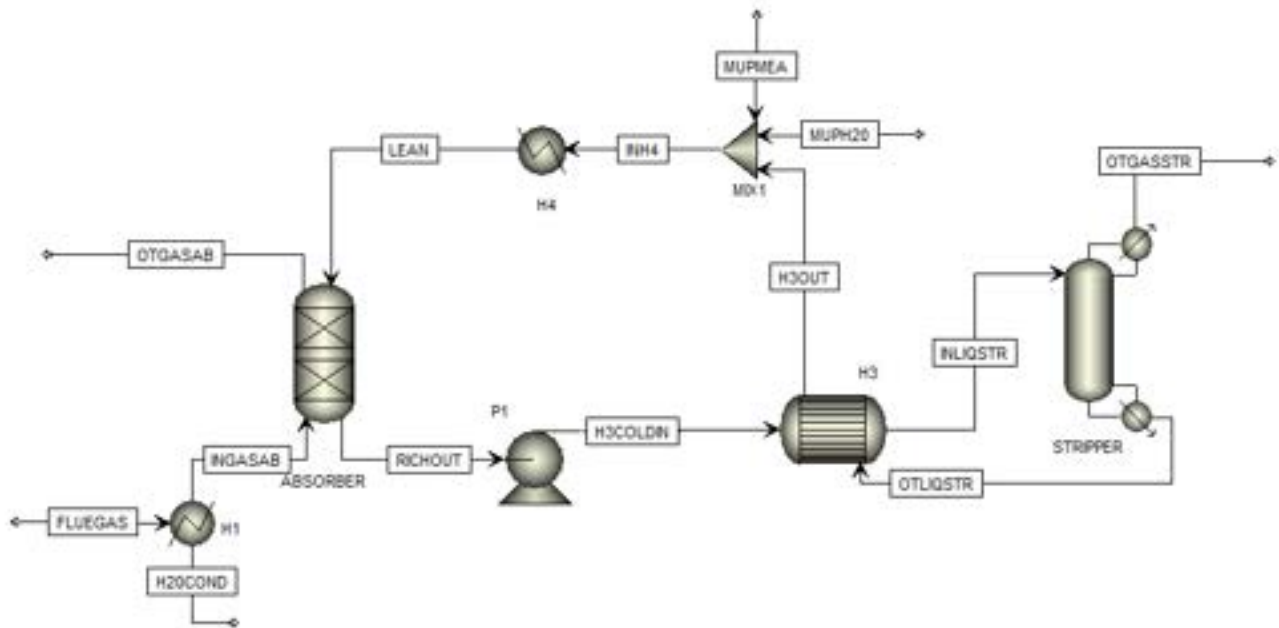 MUPMEA
MUPH20
LEAN
INH4
OTGASSTR
MIX1
H4
OTGASAB
H3OUT
INLIQSTR
H3
P1
H3COLDIN
STRIPPER
INGASAB
RICHOUT
ABSORBER
OTLIQSTR
FLUEGAS
H1
H20COND